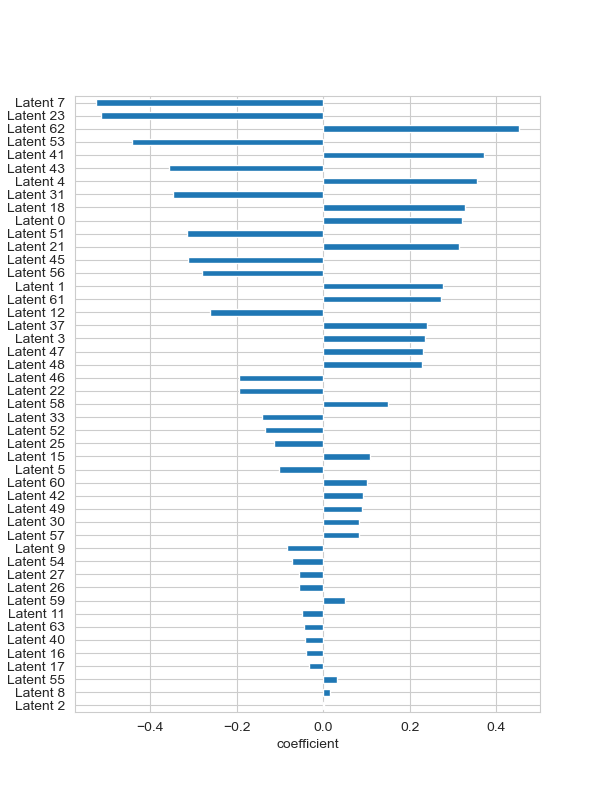 Latent 7
Latent 23
Latent 62
Latent 53
Latent 41
Latent 43
Latent 4
Latent 31
Latent 18
Latent 0
Latent 51
Latent 21
Latent 45
Latent 56
Latent 1
Latent 61
Latent 12
Latent 37
Latent 3
Latent 47
Latent 48
Latent 46
Latent 22
Latent 58
Latent 33
Latent 52
Latent 25
Latent 15
Latent 5
Latent 60
Latent 42
Latent 49
Latent 30
Latent 57
Latent 9
Latent 54
Latent 27
Latent 26
Latent 59
Latent 11
Latent 63
Latent 40
Latent 16
Latent 17
Latent 55
Latent 8
Latent 2
−0.4 −0.2 0.0 0.2 0.4
coefficient